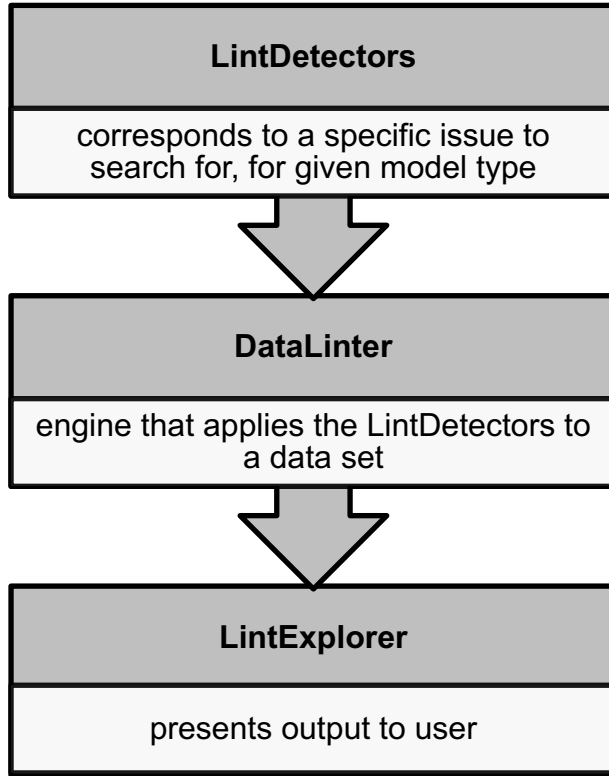 LintDetectors
corresponds to a specific issue to
search for, for given model type
DataLinter
engine that applies the LintDetectors to
a data set
LintExplorer
presents output to user